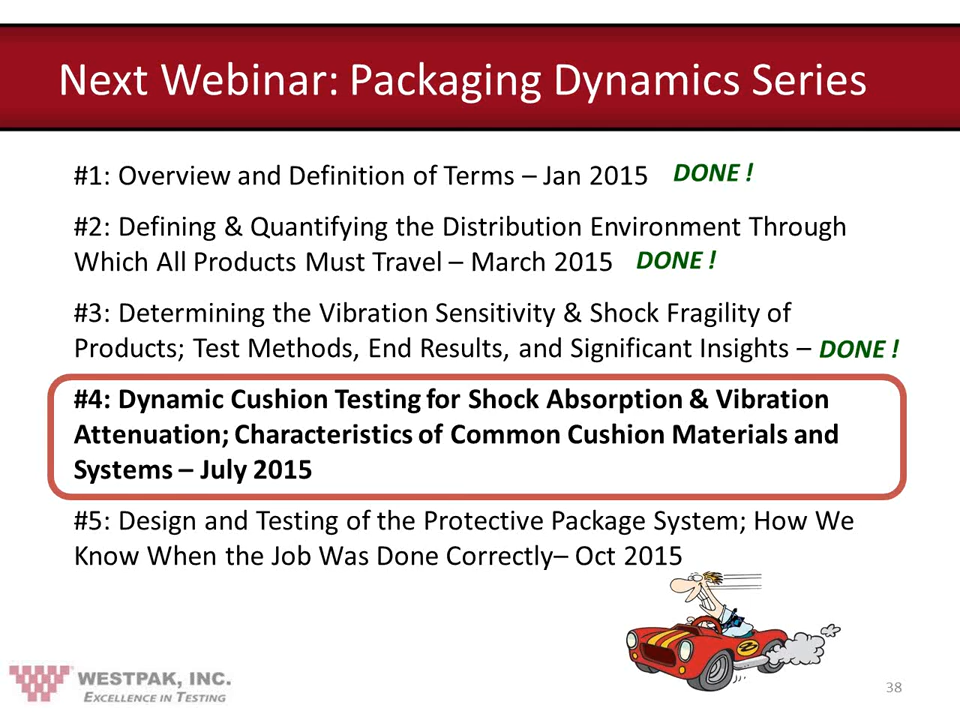 Next Webinar: Packaging Dynamics Series
#1: Overview and Definition of Terms – Jan 2015 DONE !
#2: Defining & Quantifying the Distribution Environment Through
Which All Products Must Travel – March 2015 DONE !
#3: Determining the Vibration Sensitivity & Shock Fragility of
Products; Test Methods, End Results, and Significant Insights – DONE !
#4: Dynamic Cushion Testing for Shock Absorption & Vibration
Attenuation; Characteristics of Common Cushion Materials and
Systems – July 2015
#5: Design and Testing of the Protective Package System; How We
Know When the Job Was Done Correctly– Oct 2015
WESTPAK, INC.
EXCELLENCE IN TESTING
38